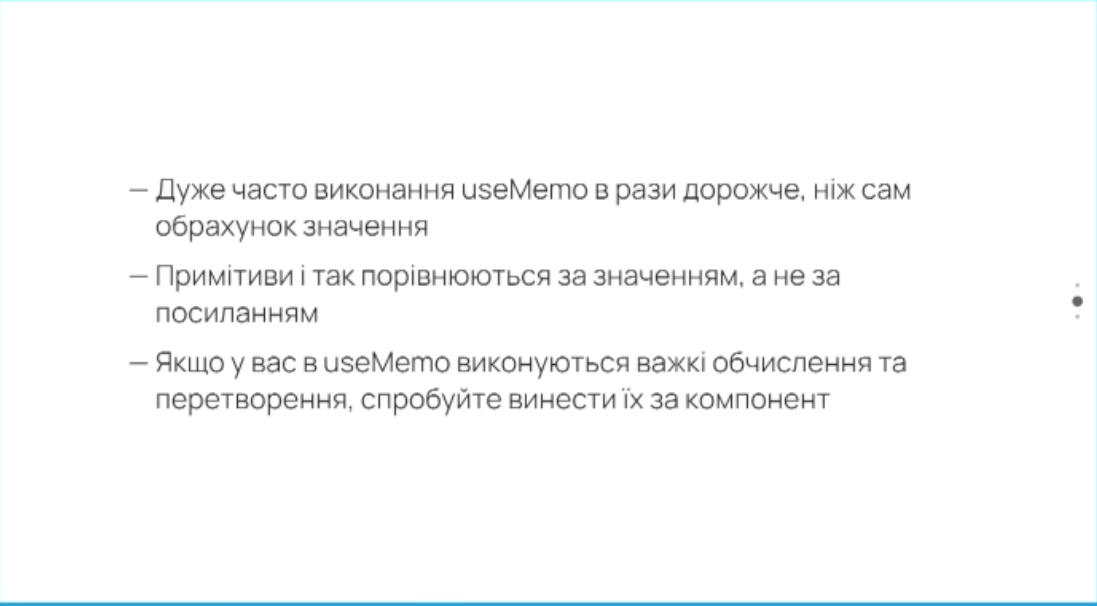 — Дуже часто виконання useMemo в рази дорожче, ніж сам
обрахунок значення
— Примітиви і так порівнюються за значенням, а не за
посиланням
— Якщо у вас в useMemo виконуються важкі обчислення та
перетворення, спробуйте винести їх за компонент